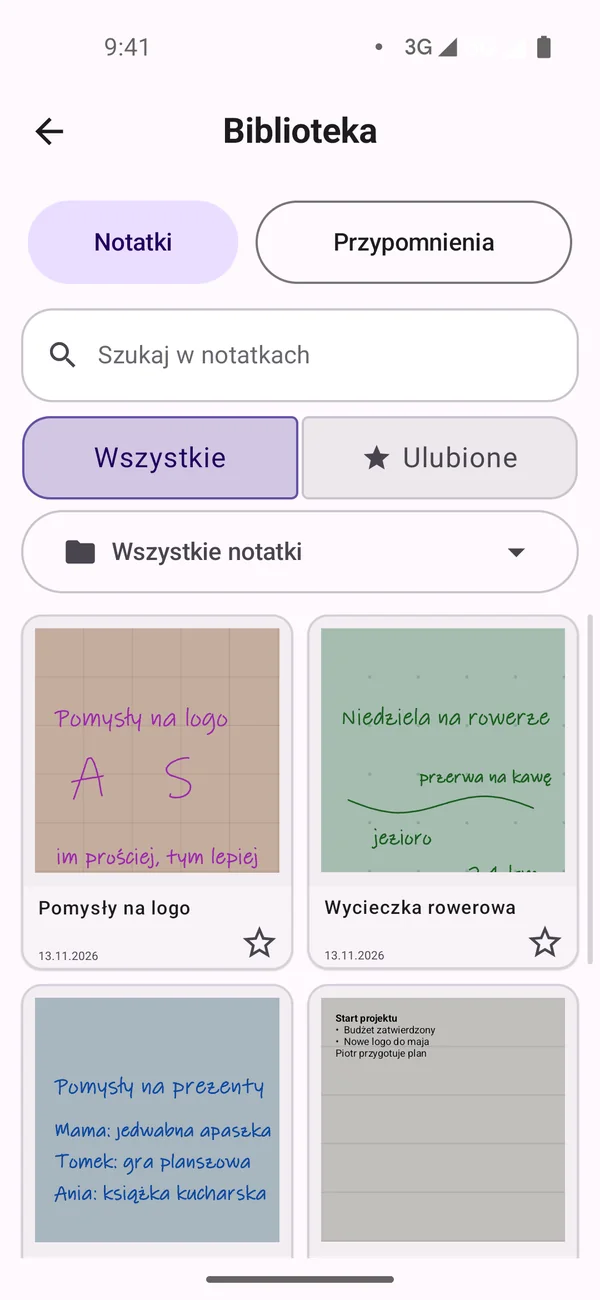 9:41
3G
Biblioteka
Notatki
Przypomnienia
Szukaj w notatkach
Wszystkie
Ulubione
Wszystkie notatki
Pomysły na logo
A S
im prościej, tym lepiej
Pomysły na logo
13.11.2026
Niedziela na rowerze
przerwa na kawę
jezioro
Wycieczka rowerowa
13.11.2026
Pomysły na prezenty
Mama: jedwabna apaszka
Tomek: gra planszowa
Ania: książka kucharska
Start projektu
• Budżet zatwierdzony
• Nowe logo do maja
Piotr przygotuje plan